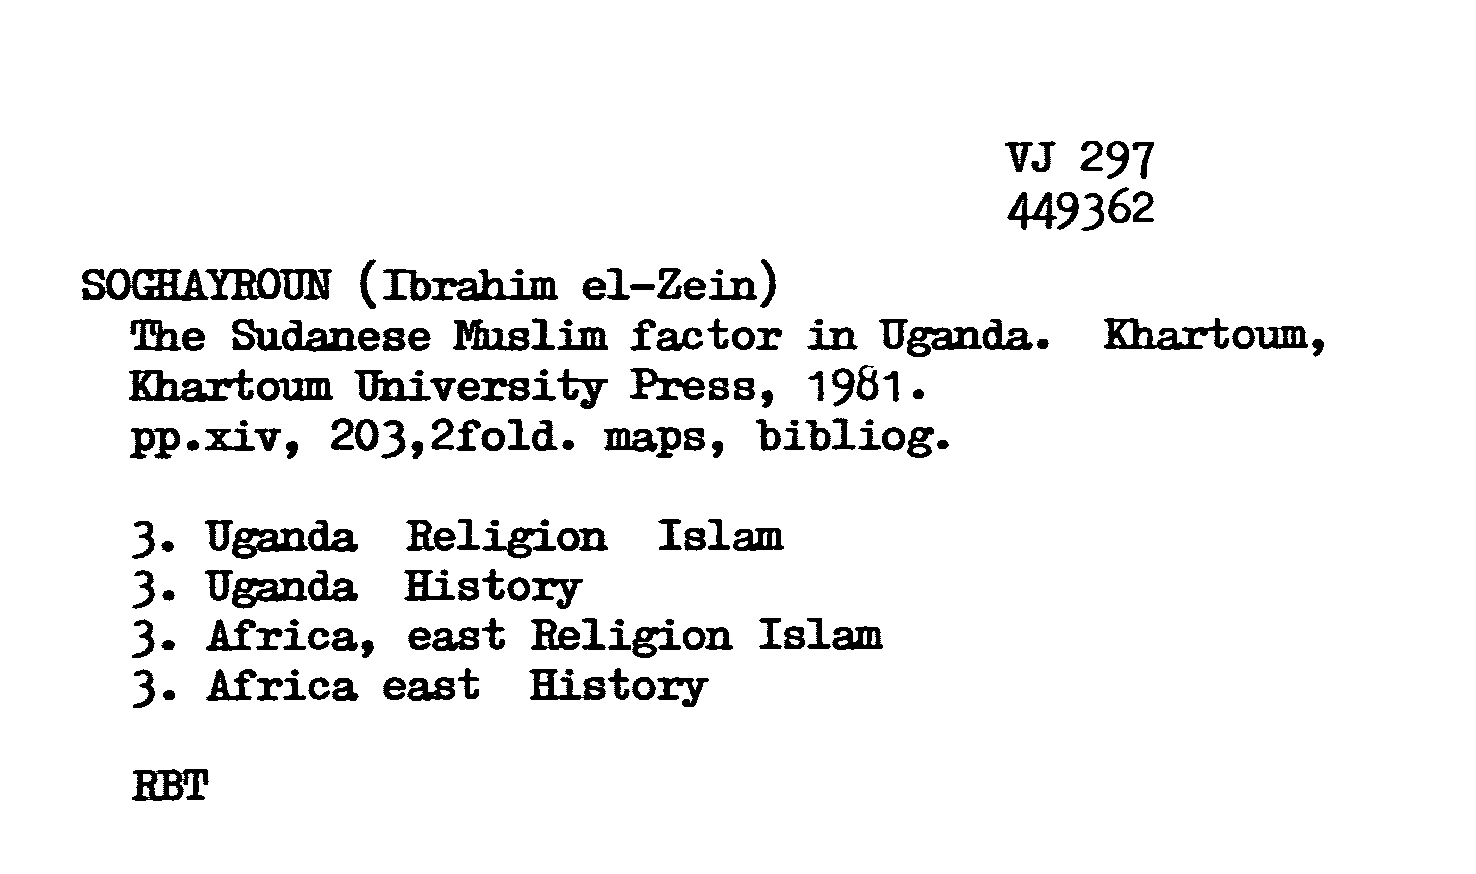 VJ 297
449362
SOGHAYROUN (Ibrahim el-Zein)
The Sudanese Muslim factor in Uganda. Khartoum,
Khartoum University Press, 1981.
pp.xiv, 203,2fold. maps, bibliog.
3. Uganda Religion Islam
3. Uganda History
3. Africa, east Religion Islam
3. Africa east History
RBT